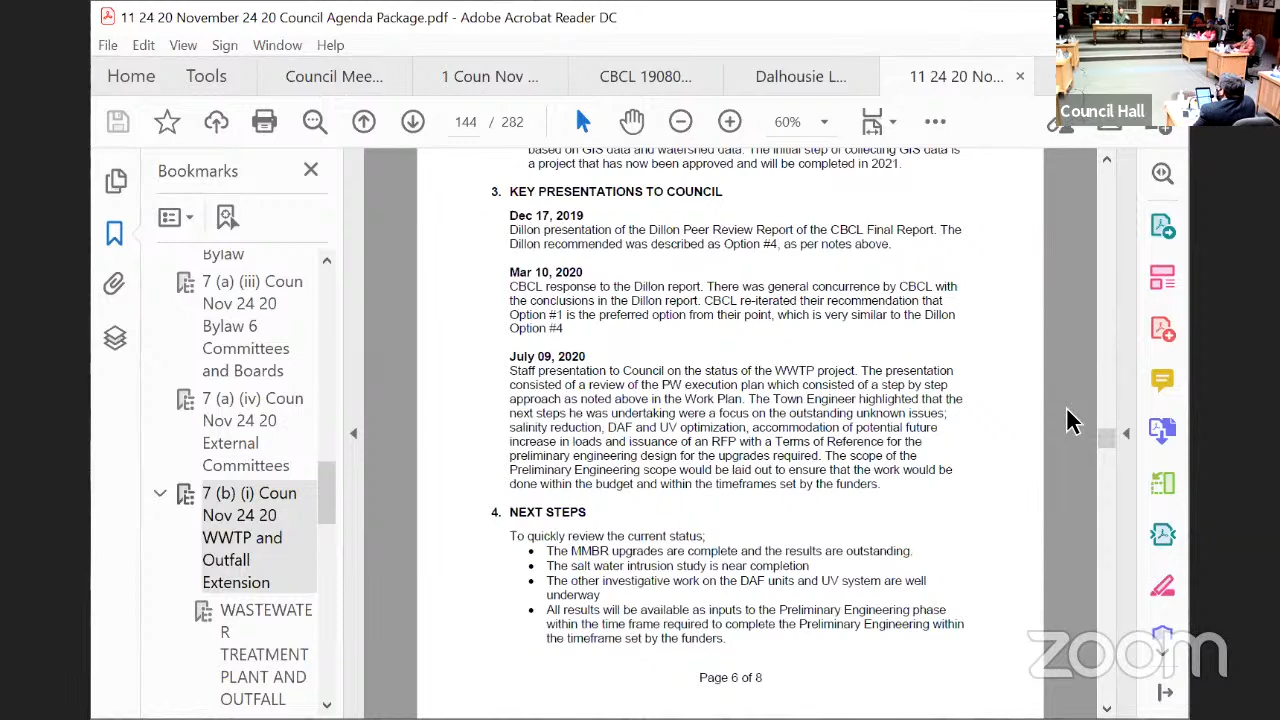 11 24 20 November 24 20 Council Agenda Package.pdf - Adobe Acrobat Reader DC
File Edit View Sign Window Help
Home Tools Council Mee... 1 Coun Nov ... CBCL 19080... Dalhousie L... 11 24 20 No...
Council Hall
144 / 282 60%
Bookmarks
Bylaw
7 (a) (iii) Coun
Nov 24 20
Bylaw 6
Committees
and Boards
7 (a) (iv) Coun
Nov 24 20
External
Committees
7 (b) (i) Coun
Nov 24 20
WWTP and
Outfall
Extension
WASTEWATE
R
TREATMENT
PLANT AND
OUTFALL
based on GIS data and watershed data. The initial step of collecting GIS data is
a project that has now been approved and will be completed in 2021.
3. KEY PRESENTATIONS TO COUNCIL
Dec 17, 2019
Dillon presentation of the Dillon Peer Review Report of the CBCL Final Report. The
Dillon recommended was described as Option #4, as per notes above.
Mar 10, 2020
CBCL response to the Dillon report. There was general concurrence by CBCL with
the conclusions in the Dillon report. CBCL re-iterated their recommendation that
Option #1 is the preferred option from their point, which is very similar to the Dillon
Option #4
July 09, 2020
Staff presentation to Council on the status of the WWTP project. The presentation
consisted of a review of the PW execution plan which consisted of a step by step
approach as noted above in the Work Plan. The Town Engineer highlighted that the
next steps he was undertaking were a focus on the outstanding unknown issues;
salinity reduction, DAF and UV optimization, accommodation of potential future
increase in loads and issuance of an RFP with a Terms of Reference for the
preliminary engineering design for the upgrades required. The scope of the
Preliminary Engineering scope would be laid out to ensure that the work would be
done within the budget and within the timeframes set by the funders.
4. NEXT STEPS
To quickly review the current status;
• The MMBR upgrades are complete and the results are outstanding.
• The salt water intrusion study is near completion
• The other investigative work on the DAF units and UV system are well
underway
• All results will be available as inputs to the Preliminary Engineering phase
within the time frame required to complete the Preliminary Engineering within
the timeframe set by the funders.
Page 6 of 8
zoom